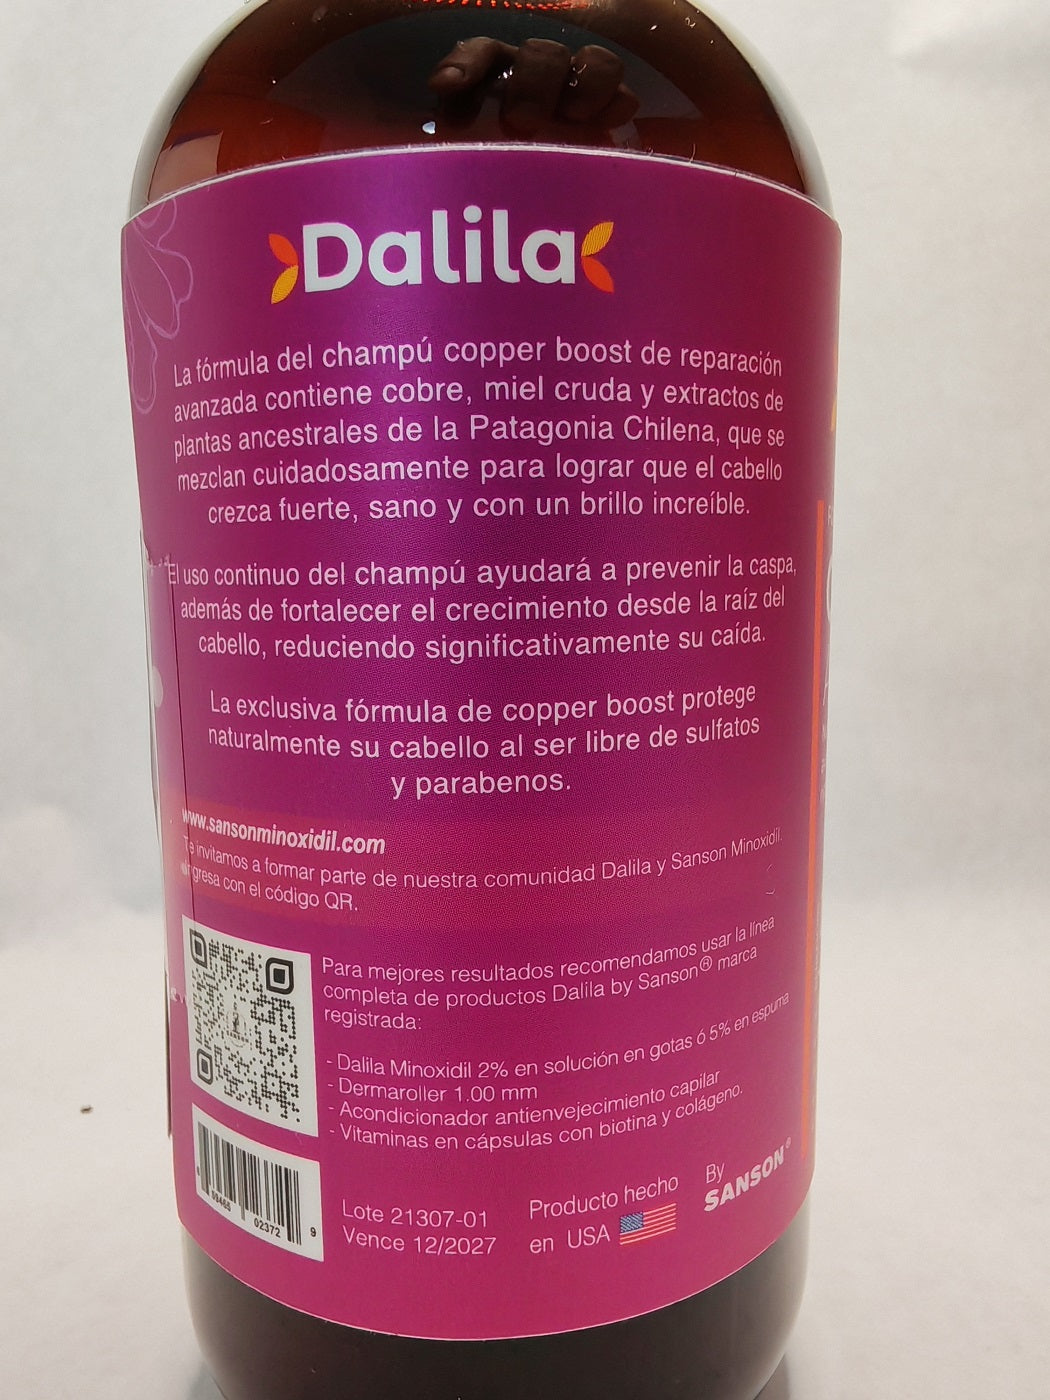 Dalila
La fórmula del champú copper boost de reparación
avanzada contiene cobre, miel cruda y extractos de
plantas ancestrales de la Patagonia Chilena, que se
mezclan cuidadosamente para lograr que el cabello
crezca fuerte, sano y con un brillo increíble.
El uso continuo del champú ayudará a prevenir la caspa,
además de fortalecer el crecimiento desde la raíz del
cabello, reduciendo significativamente su caída.
La exclusiva fórmula de copper boost protege
naturalmente su cabello al ser libre de sulfatos
y parabenos.
www.sansonminoxidil.com
Te invitamos a formar parte de nuestra comunidad Dalila y Sanson Minoxidil.
ingresa con el código QR.
Para mejores resultados recomendamos usar la línea
completa de productos Dalila by Sanson® marca
registrada:
- Dalila Minoxidil 2% en solución en gotas ó 5% en espuma
- Dermaroller 1.00 mm
- Acondicionador antienvejecimiento capilar
- Vitaminas en cápsulas con biotina y colágeno.
02372 9
Lote 21307-01
Vence 12/2027
Producto hecho
en USA
By
SANSON®